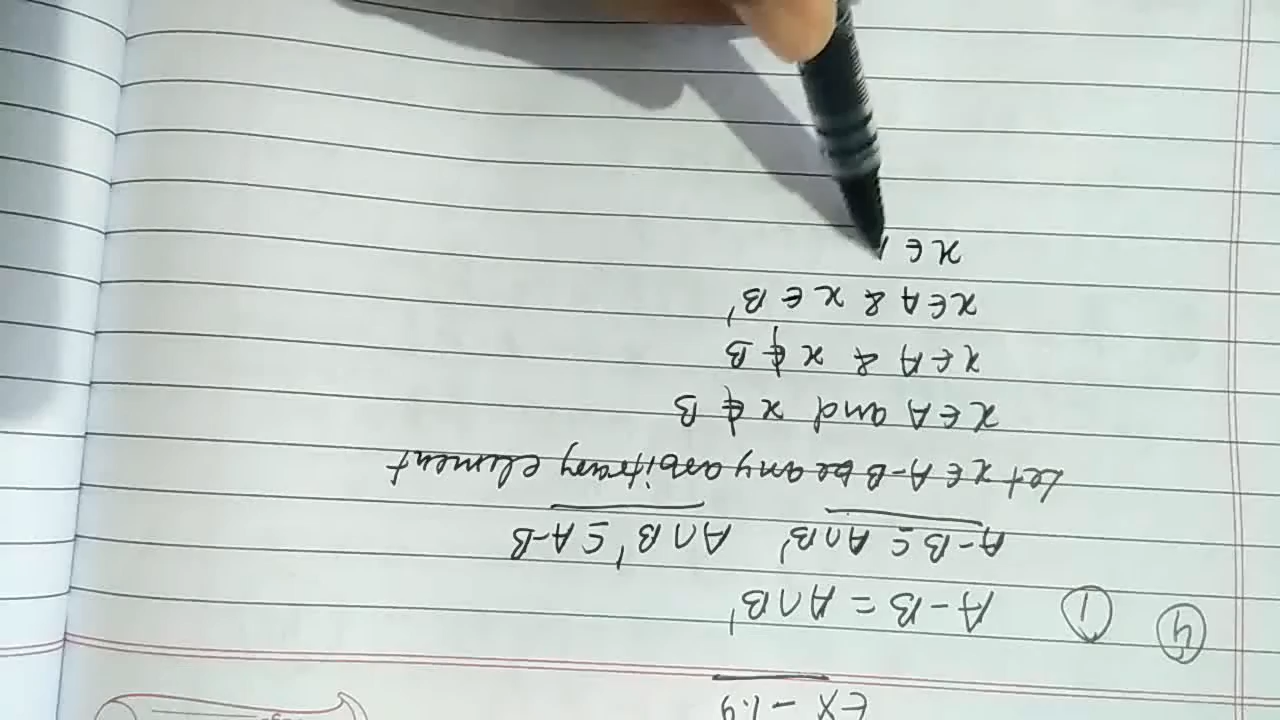 EX-1.9
④ ① A-B = A∩B'
A-B ⊆ A∩B' A∩B' ⊆ A-B
Let x ∈ A-B be any arbitrary element
x ∈ A and x ∉ B
x ∈ A & x ∉ B
x ∈ A & x ∈ B'
x ∈